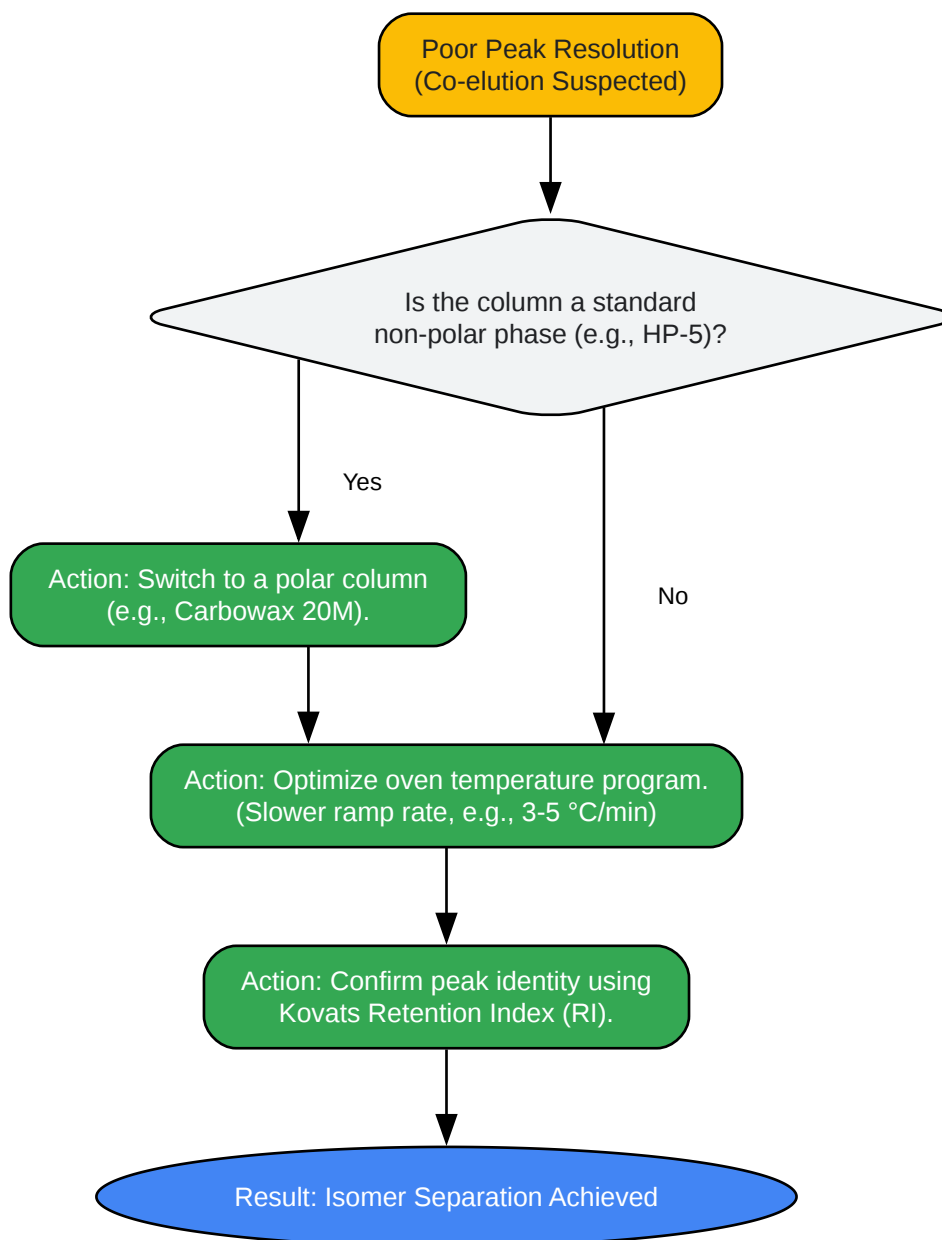 Poor Peak Resolution
(Co-elution Suspected)
Is the column a standard
non-polar phase (e.g., HP-5)?
Yes
Action: Switch to a polar column
(e.g., Carbowax 20M).
No
Action: Optimize oven temperature program.
(Slower ramp rate, e.g., 3-5 °C/min)
Action: Confirm peak identity using
Kovats Retention Index (RI).
Result: Isomer Separation Achieved